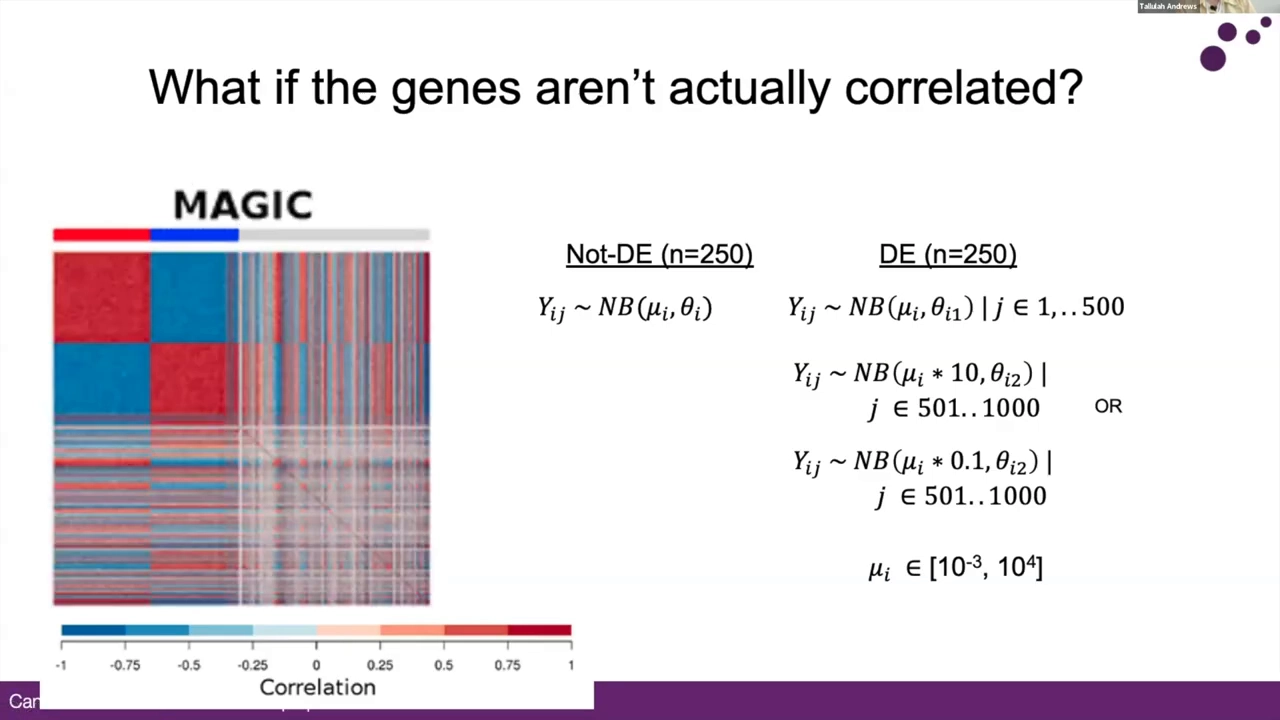 Tallulah Andrews
What if the genes aren't actually correlated?
MAGIC
Not-DE (n=250)
Yᵢⱼ ~ NB(μᵢ, θᵢ)
DE (n=250)
Yᵢⱼ ~ NB(μᵢ, θᵢ₁) | j ∈ 1,..500
Yᵢⱼ ~ NB(μᵢ * 10, θᵢ₂) |
j ∈ 501..1000
OR
Yᵢⱼ ~ NB(μᵢ * 0.1, θᵢ₂) |
j ∈ 501..1000
μᵢ ∈ [10⁻³, 10⁴]
-1 -0.75 -0.5 -0.25 0 0.25 0.5 0.75 1
Correlation